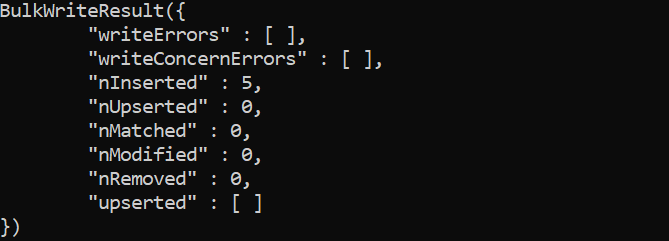 BulkWriteResult({
        "writeErrors" : [ ],
        "writeConcernErrors" : [ ],
        "nInserted" : 5,
        "nUpserted" : 0,
        "nMatched" : 0,
        "nModified" : 0,
        "nRemoved" : 0,
        "upserted" : [ ]
})